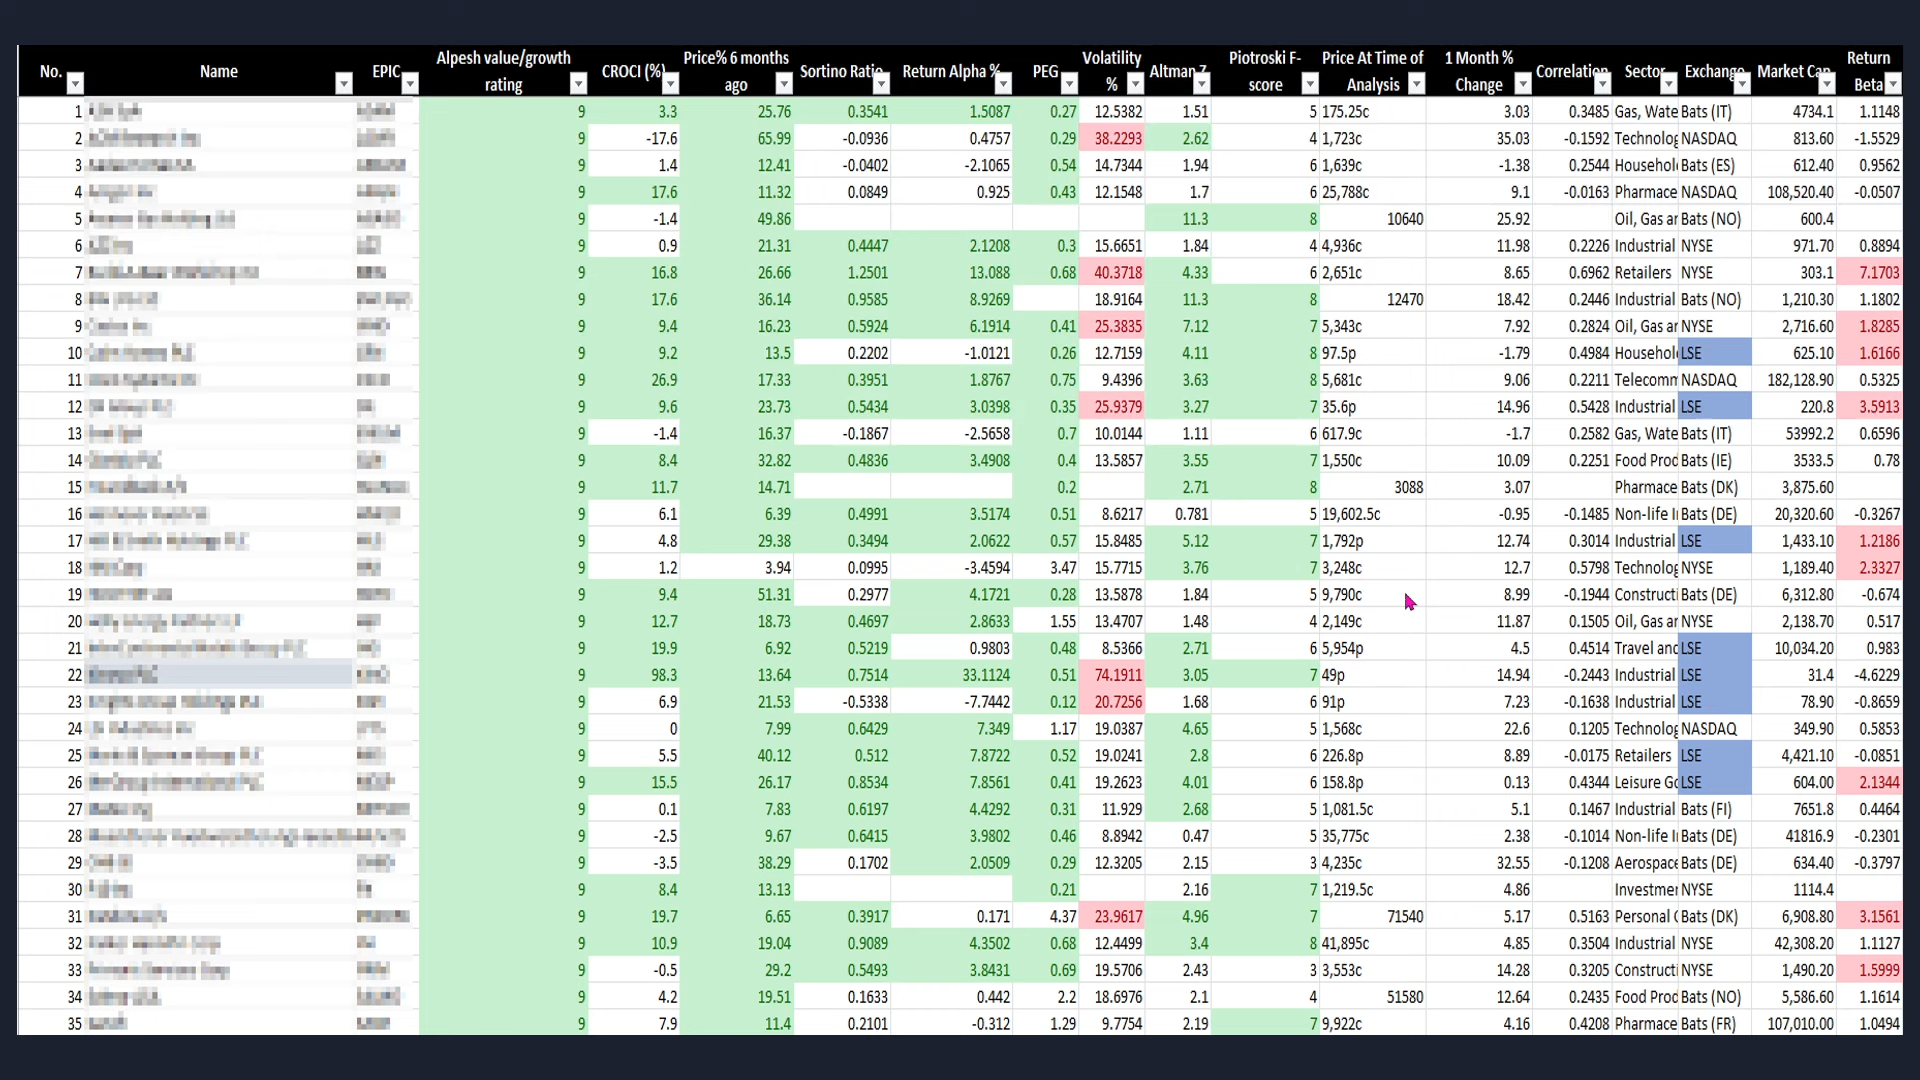 No. Name EPIC Alpesh value/growth rating CROCI (%) Price% 6 months ago Sortino Ratio Return Alpha % PEG Volatility % Altman Z Piotroski F-score Price At Time of Analysis 1 Month % Change Correlation Sector Exchange Market Cap Return Beta
1 9 3.3 25.76 0.3541 1.5087 0.27 12.5382 1.51 5 175.25c 3.03 0.3485 Gas, Wate Bats (IT) 4734.1 1.1148
2 9 -17.6 65.99 -0.0936 0.4757 0.29 38.2293 2.62 4 1,723c 35.03 -0.1592 Technolog NASDAQ 813.60 -1.5529
3 9 1.4 12.41 -0.0402 -2.1065 0.54 14.7344 1.94 6 1,639c -1.38 0.2544 Househol Bats (ES) 612.40 0.9562
4 9 17.6 11.32 0.0849 0.925 0.43 12.1548 1.7 6 25,788c 9.1 -0.0163 Pharmace NASDAQ 108,520.40 -0.0507
5 9 -1.4 49.86 11.3 8 10640 25.92 Oil, Gas ar Bats (NO) 600.4
6 9 0.9 21.31 0.4447 2.1208 0.3 15.6651 1.84 4 4,936c 11.98 0.2226 Industrial NYSE 971.70 0.8894
7 9 16.8 26.66 1.2501 13.088 0.68 40.3718 4.33 6 2,651c 8.65 0.6962 Retailers NYSE 303.1 7.1703
8 9 17.6 36.14 0.9585 8.9269 18.9164 11.3 8 12470 18.42 0.2446 Industrial Bats (NO) 1,210.30 1.1802
9 9 9.4 16.23 0.5924 6.1914 0.41 25.3835 7.12 7 5,343c 7.92 0.2824 Oil, Gas ar NYSE 2,716.60 1.8285
10 9 9.2 13.5 0.2202 -1.0121 0.26 12.7159 4.11 8 97.5p -1.79 0.4984 Househol LSE 625.10 1.6166
11 9 26.9 17.33 0.3951 1.8767 0.75 9.4396 3.63 8 5,681c 9.06 0.2211 Telecomm NASDAQ 182,128.90 0.5325
12 9 9.6 23.73 0.5434 3.0398 0.35 25.9379 3.27 7 35.6p 14.96 0.5428 Industrial LSE 220.8 3.5913
13 9 -1.4 16.37 -0.1867 -2.5658 0.7 10.0144 1.11 6 617.9c -1.7 0.2582 Gas, Wate Bats (IT) 53992.2 0.6596
14 9 8.4 32.82 0.4836 3.4908 0.4 13.5857 3.55 7 1,550c 10.09 0.2251 Food Prod Bats (IE) 3533.5 0.78
15 9 11.7 14.71 0.2 2.71 8 3088 3.07 Pharmace Bats (DK) 3,875.60
16 9 6.1 6.39 0.4991 3.5174 0.51 8.6217 0.781 5 19,602.5c -0.95 -0.1485 Non-life I Bats (DE) 20,320.60 -0.3267
17 9 4.8 29.38 0.3494 2.0622 0.57 15.8485 5.12 7 1,792p 12.74 0.3014 Industrial LSE 1,433.10 1.2186
18 9 1.2 3.94 0.0995 -3.4594 3.47 15.7715 3.76 7 3,248c 12.7 0.5798 Technolog NYSE 1,189.40 2.3327
19 9 9.4 51.31 0.2977 4.1721 0.28 13.5878 1.84 5 9,790c 8.99 -0.1944 Constructi Bats (DE) 6,312.80 -0.674
20 9 12.7 18.73 0.4697 2.8633 1.55 13.4707 1.48 4 2,149c 11.87 0.1505 Oil, Gas ar NYSE 2,138.70 0.517
21 9 19.9 6.92 0.5219 0.9803 0.48 8.5366 2.71 6 5,954p 4.5 0.4514 Travel and LSE 10,034.20 0.983
22 9 98.3 13.64 0.7514 33.1124 0.51 74.1911 3.05 7 49p 14.94 -0.2443 Industrial LSE 31.4 -4.6229
23 9 6.9 21.53 -0.5338 -7.7442 0.12 20.7256 1.68 6 91p 7.23 -0.1638 Industrial LSE 78.90 -0.8659
24 9 0 7.99 0.6429 7.349 1.17 19.0387 4.65 5 1,568c 22.6 0.1205 Technolog NASDAQ 349.90 0.5853
25 9 5.5 40.12 0.512 7.8722 0.52 19.0241 2.8 6 226.8p 8.89 -0.0175 Retailers LSE 4,421.10 -0.0851
26 9 15.5 26.17 0.8534 7.8561 0.41 19.2623 4.01 6 158.8p 0.13 0.4344 Leisure Gc LSE 604.00 2.1344
27 9 0.1 7.83 0.6197 4.4292 0.31 11.929 2.68 5 1,081.5c 5.1 0.1467 Industrial Bats (FI) 7651.8 0.4464
28 9 -2.5 9.67 0.6415 3.9802 0.46 8.8942 0.47 5 35,775c 2.38 -0.1014 Non-life I Bats (DE) 41816.9 -0.2301
29 9 -3.5 38.29 0.1702 2.0509 0.29 12.3205 2.15 3 4,235c 32.55 -0.1208 Aerospace Bats (DE) 634.40 -0.3797
30 9 8.4 13.13 0.21 2.16 7 1,219.5c 4.86 Investmer NYSE 1114.4
31 9 19.7 6.65 0.3917 0.171 4.37 23.9617 4.96 7 71540 5.17 0.5163 Personal C Bats (DK) 6,908.80 3.1561
32 9 10.9 19.04 0.9089 4.3502 0.68 12.4499 3.4 8 41,895c 4.85 0.3504 Industrial NYSE 42,308.20 1.1127
33 9 -0.5 29.2 0.5493 3.8431 0.69 19.5706 2.43 3 3,553c 14.28 0.3205 Constructi NYSE 1,490.20 1.5999
34 9 4.2 19.51 0.1633 0.442 2.2 18.6976 2.1 4 51580 12.64 0.2435 Food Prod Bats (NO) 5,586.60 1.1614
35 9 7.9 11.4 0.2101 -0.312 1.29 9.7754 2.19 7 9,922c 4.16 0.4208 Pharmace Bats (FR) 107,010.00 1.0494